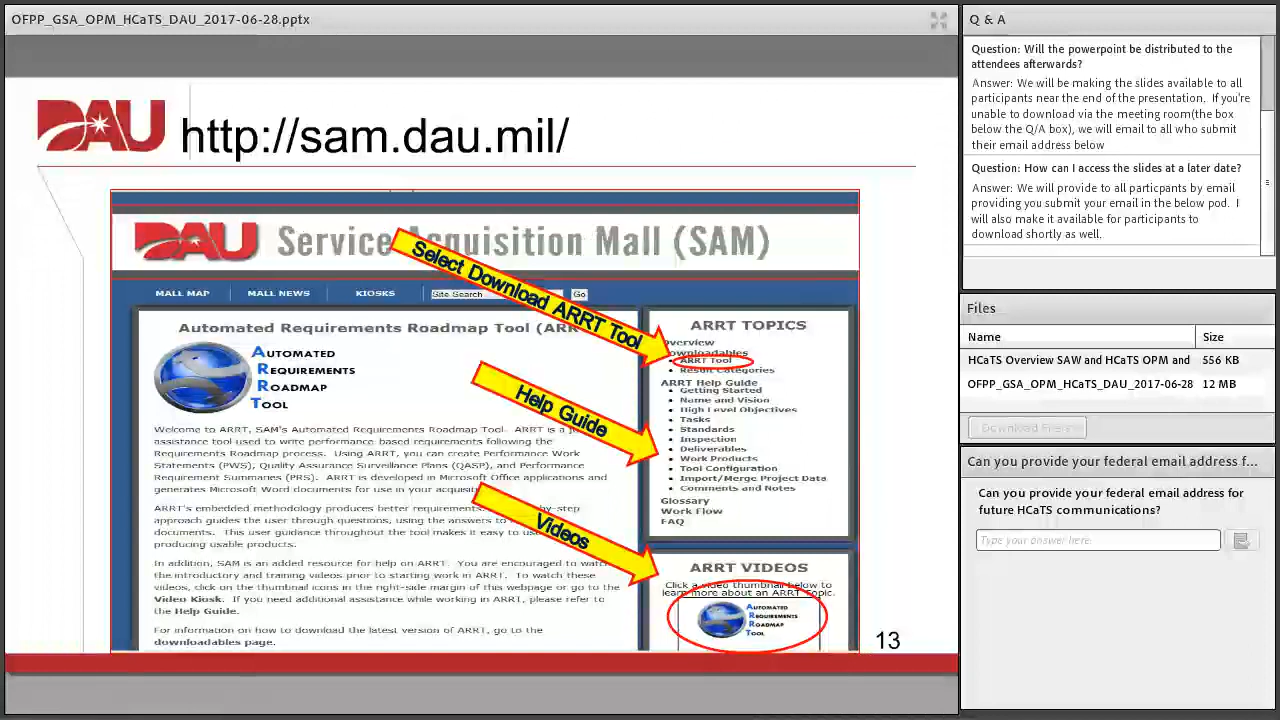 OFPP_GSA_OPM_HCaTS_DAU_2017-06-28.pptx
DAU
http://sam.dau.mil/
DAU Service Acquisition Mall (SAM)
MALL MAP
MALL NEWS
KIOSKS
Site Search
Go
Automated Requirements Roadmap Tool (ARR
AUTOMATED
REQUIREMENTS
ROADMAP
TOOL
Welcome to ARRT, SAM's Automated Requirements Roadmap Tool. ARRT is a j
assistance tool used to write performance-based requirements following the
Requirements Roadmap process. Using ARRT, you can create Performance Work
Statements (PWS), Quality Assurance Surveillance Plans (QASP), and Performance
Requirement Summaries (PRS). ARRT is developed in Microsoft Office applications and
generates Microsoft Word documents for use in your acquisit
ARRT's embedded methodology produces better requirements. -by-step
approach guides the user through questions, using the answers to
documents. This user guidance throughout the tool makes it easy to us
producing usable products.
In addition, SAM is an added resource for help on ARRT. You are encouraged to watch
the introductory and training videos prior to starting work in ARRT. To watch these
videos, click on the thumbnail icons in the right-side margin of this webpage or go to the
Video Kiosk. If you need additional assistance while working in ARRT, please refer to
the Help Guide.
For information on how to download the latest version of ARRT, go to the
downloadables page.
Select Download ARRT Tool
Help Guide
Videos
ARRT TOPICS
Overview
Downloadables
• ARRT Tool
• Result Categories
ARRT Help Guide
• Getting Started
• Name and Vision
• High Level Objectives
• Tasks
• Standards
• Inspection
• Deliverables
• Work Products
• Tool Configuration
• Import/Merge Project Data
• Comments and Notes
Glossary
Work Flow
FAQ
ARRT VIDEOS
Click a video thumbnail below to
learn more about an ARRT Topic.
AUTOMATED
REQUIREMENTS
ROADMAP
TOOL
13
Q & A
Question: Will the powerpoint be distributed to the
attendees afterwards?
Answer: We will be making the slides available to all
participants near the end of the presentation. If you're
unable to download via the meeting room(the box
below the Q/A box), we will email to all who submit
their email address below
Question: How can I access the slides at a later date?
Answer: We will provide to all particpants by email
providing you submit your email in the below pod. I
will also make it available for participants to
download shortly as well.
Files
Name
Size
HCaTS Overview SAW and HCaTS OPM and
556 KB
OFPP_GSA_OPM_HCaTS_DAU_2017-06-28
12 MB
Download File(s)
Can you provide your federal email address f...
Can you provide your federal email address for
future HCaTS communications?
Type your answer here.